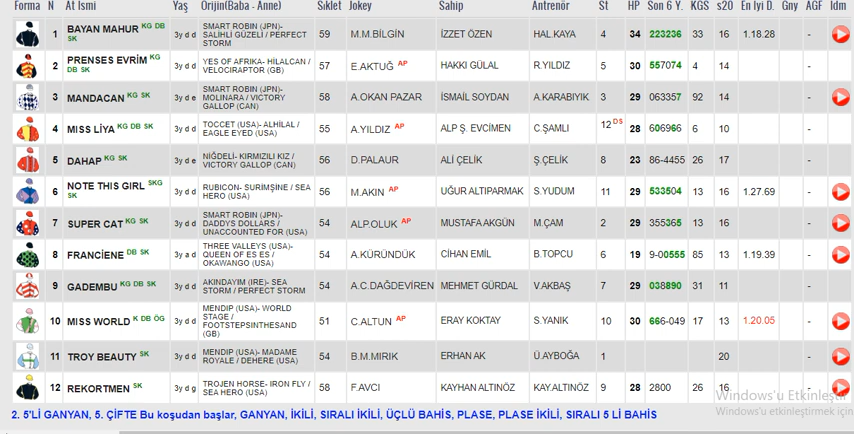 Forma N At İsmi Yaş Orijin(Baba - Anne) Sıklet Jokey Sahip Antrenör St HP Son 6 Y. KGS s20 En İyi D. Gny AGF İdm
1 BAYAN MAHUR KG DB SK 3y d d SMART ROBIN (JPN)- SALİHLİ GÜZELİ / PERFECT STORM 59 M.M.BİLGİN İZZET ÖZEN HAL.KAYA 4 34 223236 33 16 1.18.28 -
2 PRENSES EVRİM KG DB SK 3y d d YES OF AFRIKA- HİLALCAN / VELOCIRAPTOR (GB) 57 E.AKTUĞ AP HAKKI GÜLAL R.YILDIZ 5 30 557074 4 14 -
3 MANDACAN KG SK 3y d e SMART ROBIN (JPN)- MOLINARA / VICTORY GALLOP (CAN) 58 A.OKAN PAZAR İSMAİL SOYDAN A.KARABIYIK 3 29 063357 92 14 -
4 MISS LİYA KG DB SK 3y d d TOCCET (USA)- ALHİLAL / EAGLE EYED (USA) 55 A.YILDIZ AP ALP Ş. EVCİMEN C.ŞAMLI 12 DS 28 606966 6 10 -
5 DAHAP KG SK 3y d e NİĞDELİ- KIRMIZILI KIZ / VICTORY GALLOP (CAN) 56 D.PALAUR ALİ ÇELİK Ş.ÇELİK 8 23 86-4455 26 17 -
6 NOTE THIS GIRL SKG SK 3y d d RUBICON- SURİMŞİNE / SEA HERO (USA) 56 M.AKIN AP UĞUR ALTIPARMAK S.YUDUM 11 29 533504 13 16 1.27.69 -
7 SUPER CAT KG SK 3y d d SMART ROBIN (JPN)- DADDYS DOLLARS / UNACCOUNTED FOR (USA) 54 ALP.OLUK AP MUSTAFA AKGÜN M.ÇAM 2 29 355365 13 16 -
8 FRANCIENE DB SK 3y a d THREE VALLEYS (USA)- QUEEN OF ES ES / OKAWANGO (USA) 54 A.KÜRÜNDÜK CİHAN EMİL B.TOPCU 6 19 9-00555 85 13 1.19.39 -
9 GADEMBU KG DB SK 3y d d AKINDAYIM (IRE)- SEA STORM / PERFECT STORM 54 A.C.DAĞDEVİREN MEHMET GÜRDAL V.AKBAŞ 7 29 038890 31 11 -
10 MISS WORLD K DB ÖG 3y d d MENDIP (USA)- WORLD STAGE / FOOTSTEPSINTHESAND (GB) 51 C.ALTUN AP ERAY KOKTAY S.YANIK 10 30 666-049 17 13 1.20.05 -
11 TROY BEAUTY SK 3y d d MENDIP (USA)- MADAME ROYALE / DEHERE (USA) 54 B.M.MIRIK ERHAN AK Ü.AYBOĞA 1 20 -
12 REKORTMEN SK 3y d g TROJEN HORSE- IRON FLY / SEA HERO (USA) 58 F.AVCI KAYHAN ALTINÖZ KAY.ALTINÖZ 9 28 2800 26 16 -
Windows'u Etkinleştir
2. 5'Lİ GANYAN, 5. ÇİFTE Bu koşudan başlar, GANYAN, İKİLİ, SIRALI İKİLİ, ÜÇLÜ BAHİS, PLASE, PLASE İKİLİ, SIRALI 5 Lİ BAHİS
Windows'u etkinleştirmek için